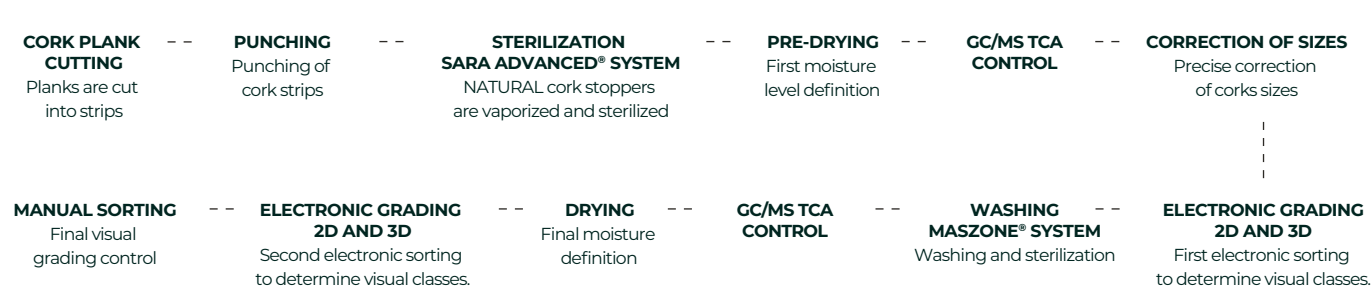 CORK PLANK
CUTTING
Planks are cut
into strips
PUNCHING
Punching of
cork strips
STERILIZATION
SARA ADVANCED® SYSTEM
NATURAL cork stoppers
are vaporized and sterilized
PRE-DRYING
First moisture
level definition
GC/MS TCA
CONTROL
CORRECTION OF SIZES
Precise correction
of corks sizes
MANUAL SORTING
Final visual
grading control
ELECTRONIC GRADING
2D AND 3D
Second electronic sorting
to determine visual classes.
DRYING
Final moisture
definition
GC/MS TCA
CONTROL
WASHING
MASZONE® SYSTEM
Washing and sterilization
ELECTRONIC GRADING
2D AND 3D
First electronic sorting
to determine visual classes.